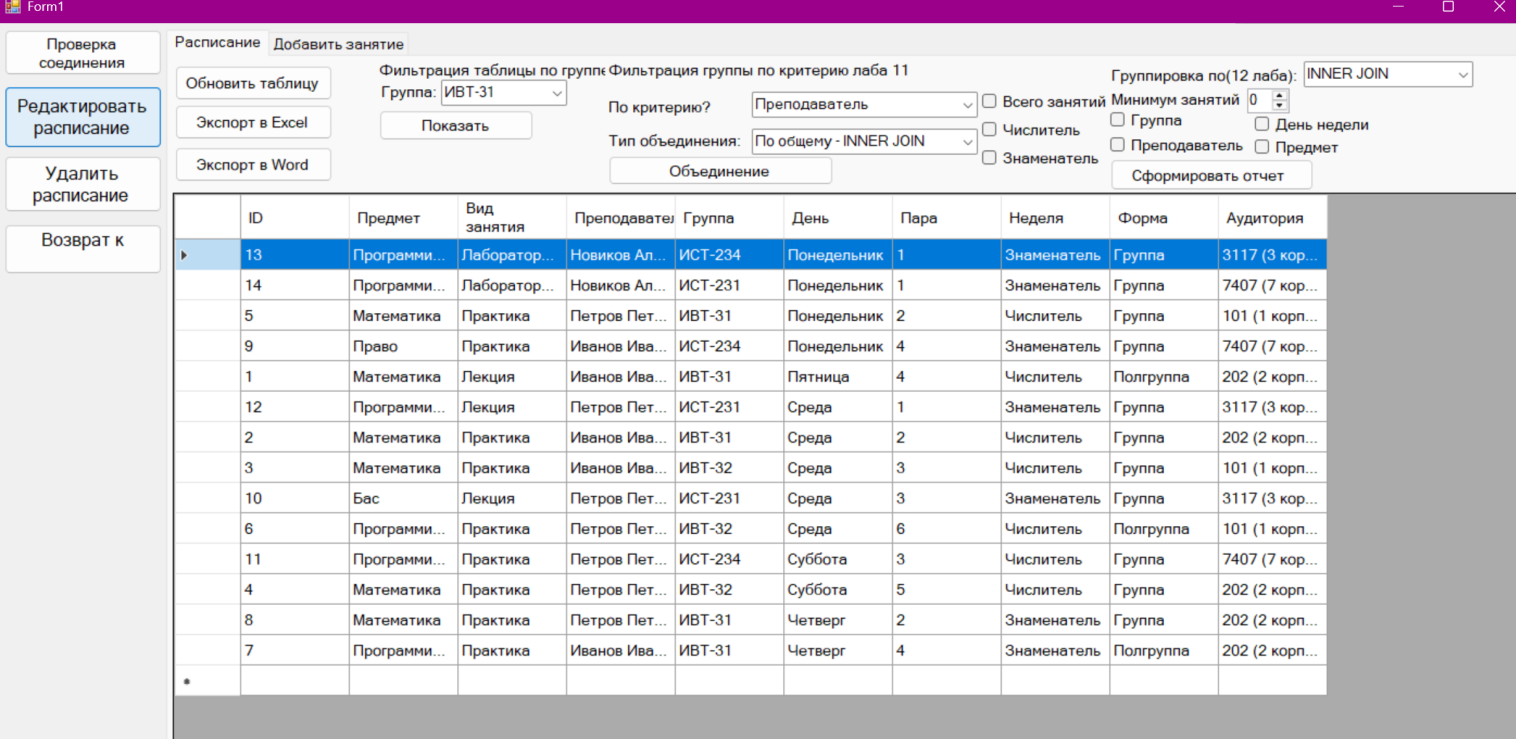 Form1
Проверка
соединения
Редактировать
расписание
Удалить
расписание
Возврат к
Расписание
Добавить занятие
Обновить таблицу
Экспорт в Excel
Экспорт в Word
Фильтрация таблицы по группе
Группа: ИВТ-31
Показать
Фильтрация группы по критерию лаба 11
По критерию? Преподаватель
Тип объединения: По общему - INNER JOIN
Объединение
Всего занятий
Числитель
Знаменатель
Группировка по(12 лаба): INNER JOIN
Минимум занятий 0
Группа День недели
Преподаватель Предмет
Сформировать отчет
ID Предмет Вид занятия Преподавател Группа День Пара Неделя Форма Аудитория
13 Программи... Лаборатор... Новиков Ал... ИСТ-234 Понедельник 1 Знаменатель Группа 3117 (3 кор...
14 Программи... Лаборатор... Новиков Ал... ИСТ-231 Понедельник 1 Знаменатель Группа 7407 (7 кор...
5 Математика Практика Петров Пет... ИВТ-31 Понедельник 2 Числитель Группа 101 (1 корп...
9 Право Практика Иванов Ива... ИСТ-234 Понедельник 4 Знаменатель Группа 7407 (7 кор...
1 Математика Лекция Иванов Ива... ИВТ-31 Пятница 4 Числитель Полгруппа 202 (2 корп...
12 Программи... Лекция Петров Пет... ИСТ-231 Среда 1 Знаменатель Группа 3117 (3 кор...
2 Математика Практика Иванов Ива... ИВТ-31 Среда 2 Числитель Группа 202 (2 корп...
3 Математика Практика Иванов Ива... ИВТ-32 Среда 3 Числитель Группа 101 (1 корп...
10 Бас Лекция Петров Пет... ИСТ-231 Среда 3 Знаменатель Группа 3117 (3 кор...
6 Программи... Практика Петров Пет... ИВТ-32 Среда 6 Числитель Полгруппа 101 (1 корп...
11 Программи... Практика Петров Пет... ИСТ-234 Суббота 3 Числитель Группа 7407 (7 кор...
4 Математика Практика Петров Пет... ИВТ-32 Суббота 5 Числитель Группа 202 (2 корп...
8 Математика Практика Петров Пет... ИВТ-31 Четверг 2 Знаменатель Группа 202 (2 корп...
7 Программи... Практика Иванов Ива... ИВТ-31 Четверг 4 Знаменатель Полгруппа 202 (2 корп...